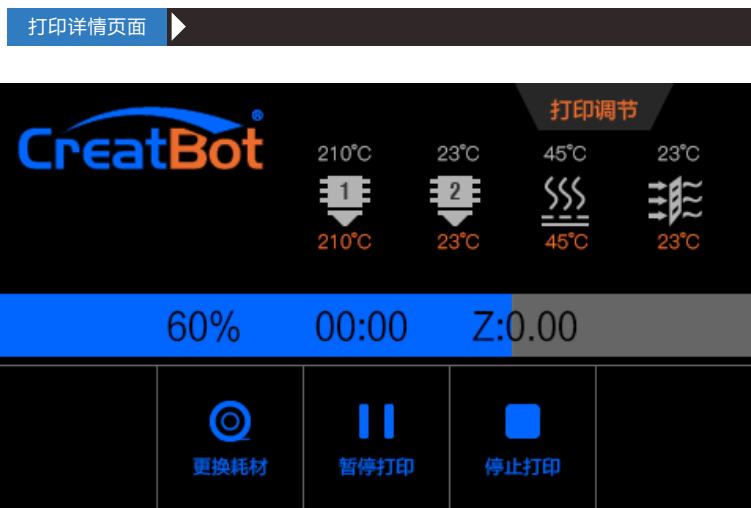 打印详情页面
打印调节
CreatBot®
210℃ 23℃ 45℃ 23℃
1 2
210℃ 23℃ 45℃ 23℃
60% 00:00 Z:0.00
更换耗材 暂停打印 停止打印